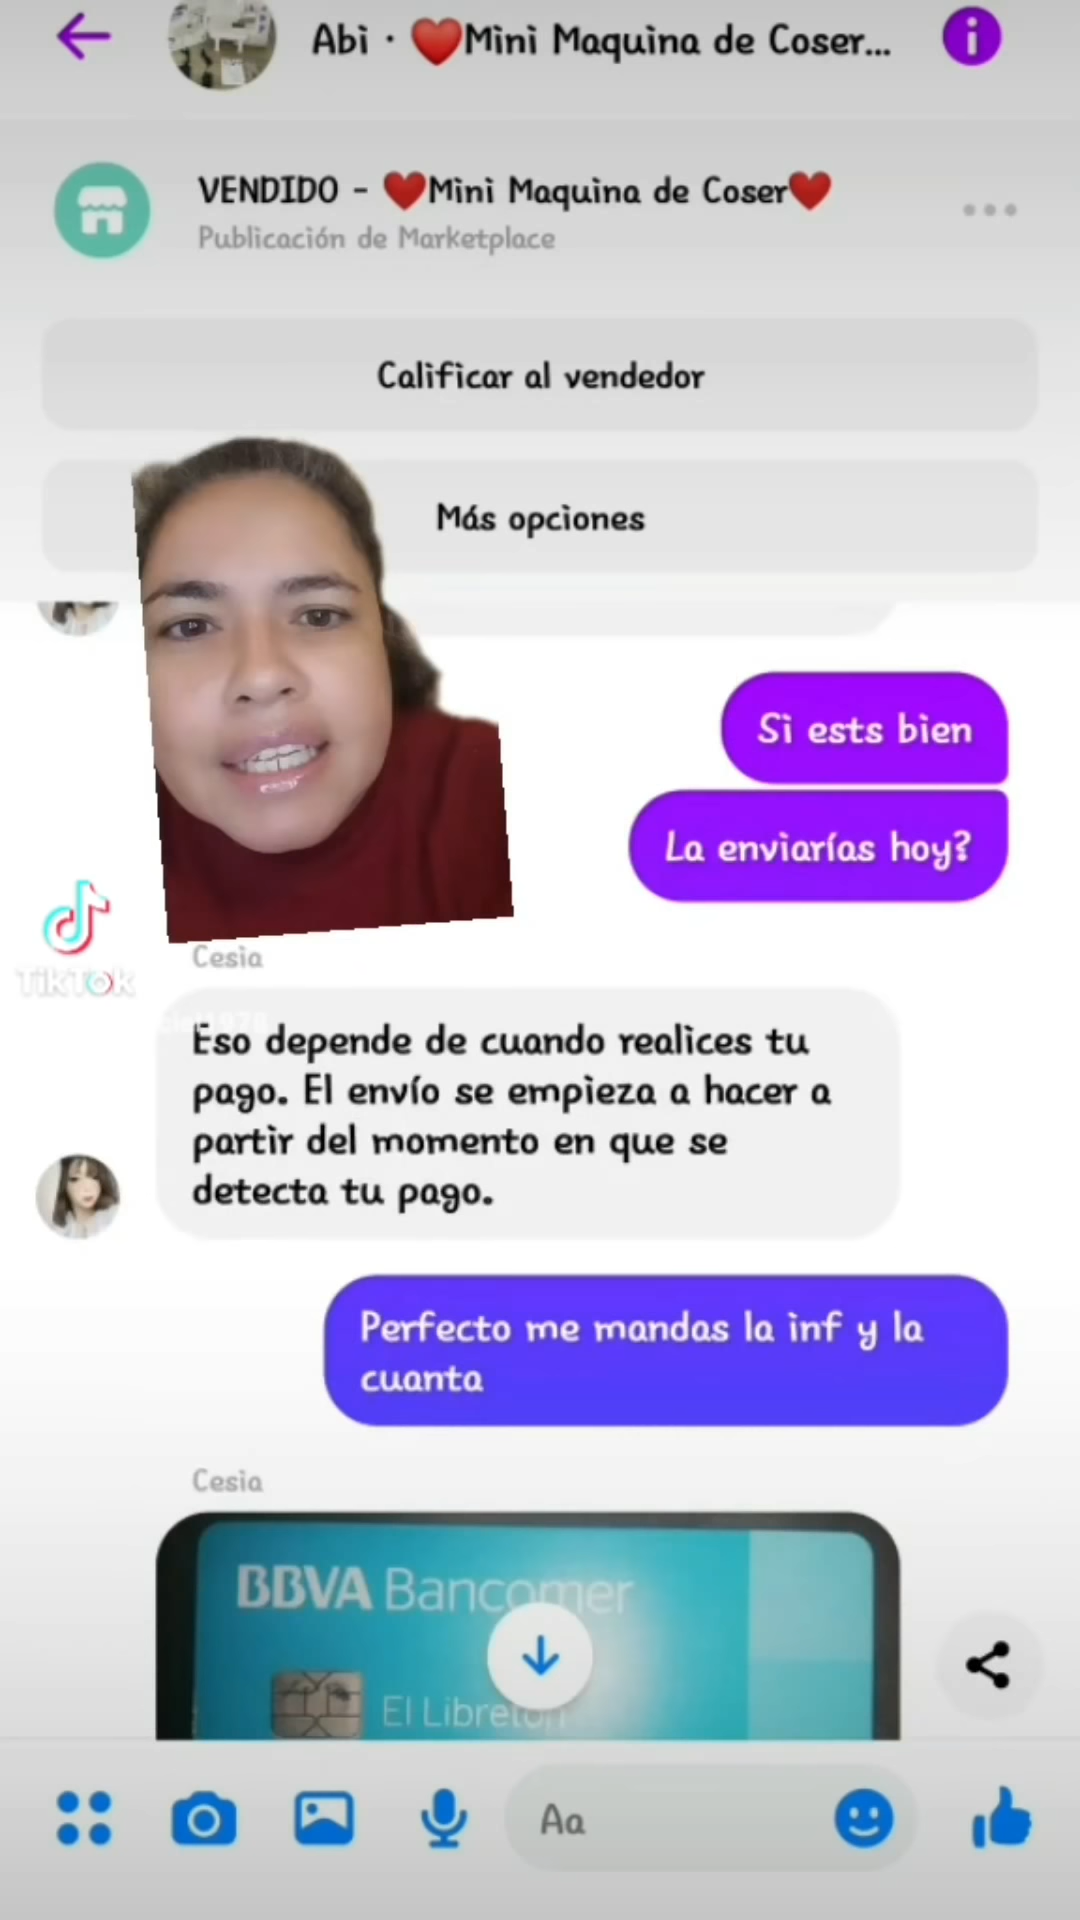 Abi · ❤️Mini Maquina de Coser...
VENDIDO - ❤️Mini Maquina de Coser❤️
Publicación de Marketplace
Calificar al vendedor
Más opciones
Si ests bien
La enviarías hoy?
TikTok
Cesia
Eso depende de cuando realices tu
pago. El envío se empieza a hacer a
partir del momento en que se
detecta tu pago.
Perfecto me mandas la inf y la
cuanta
Cesia
BBVA Bancomer
El Libretón
Aa